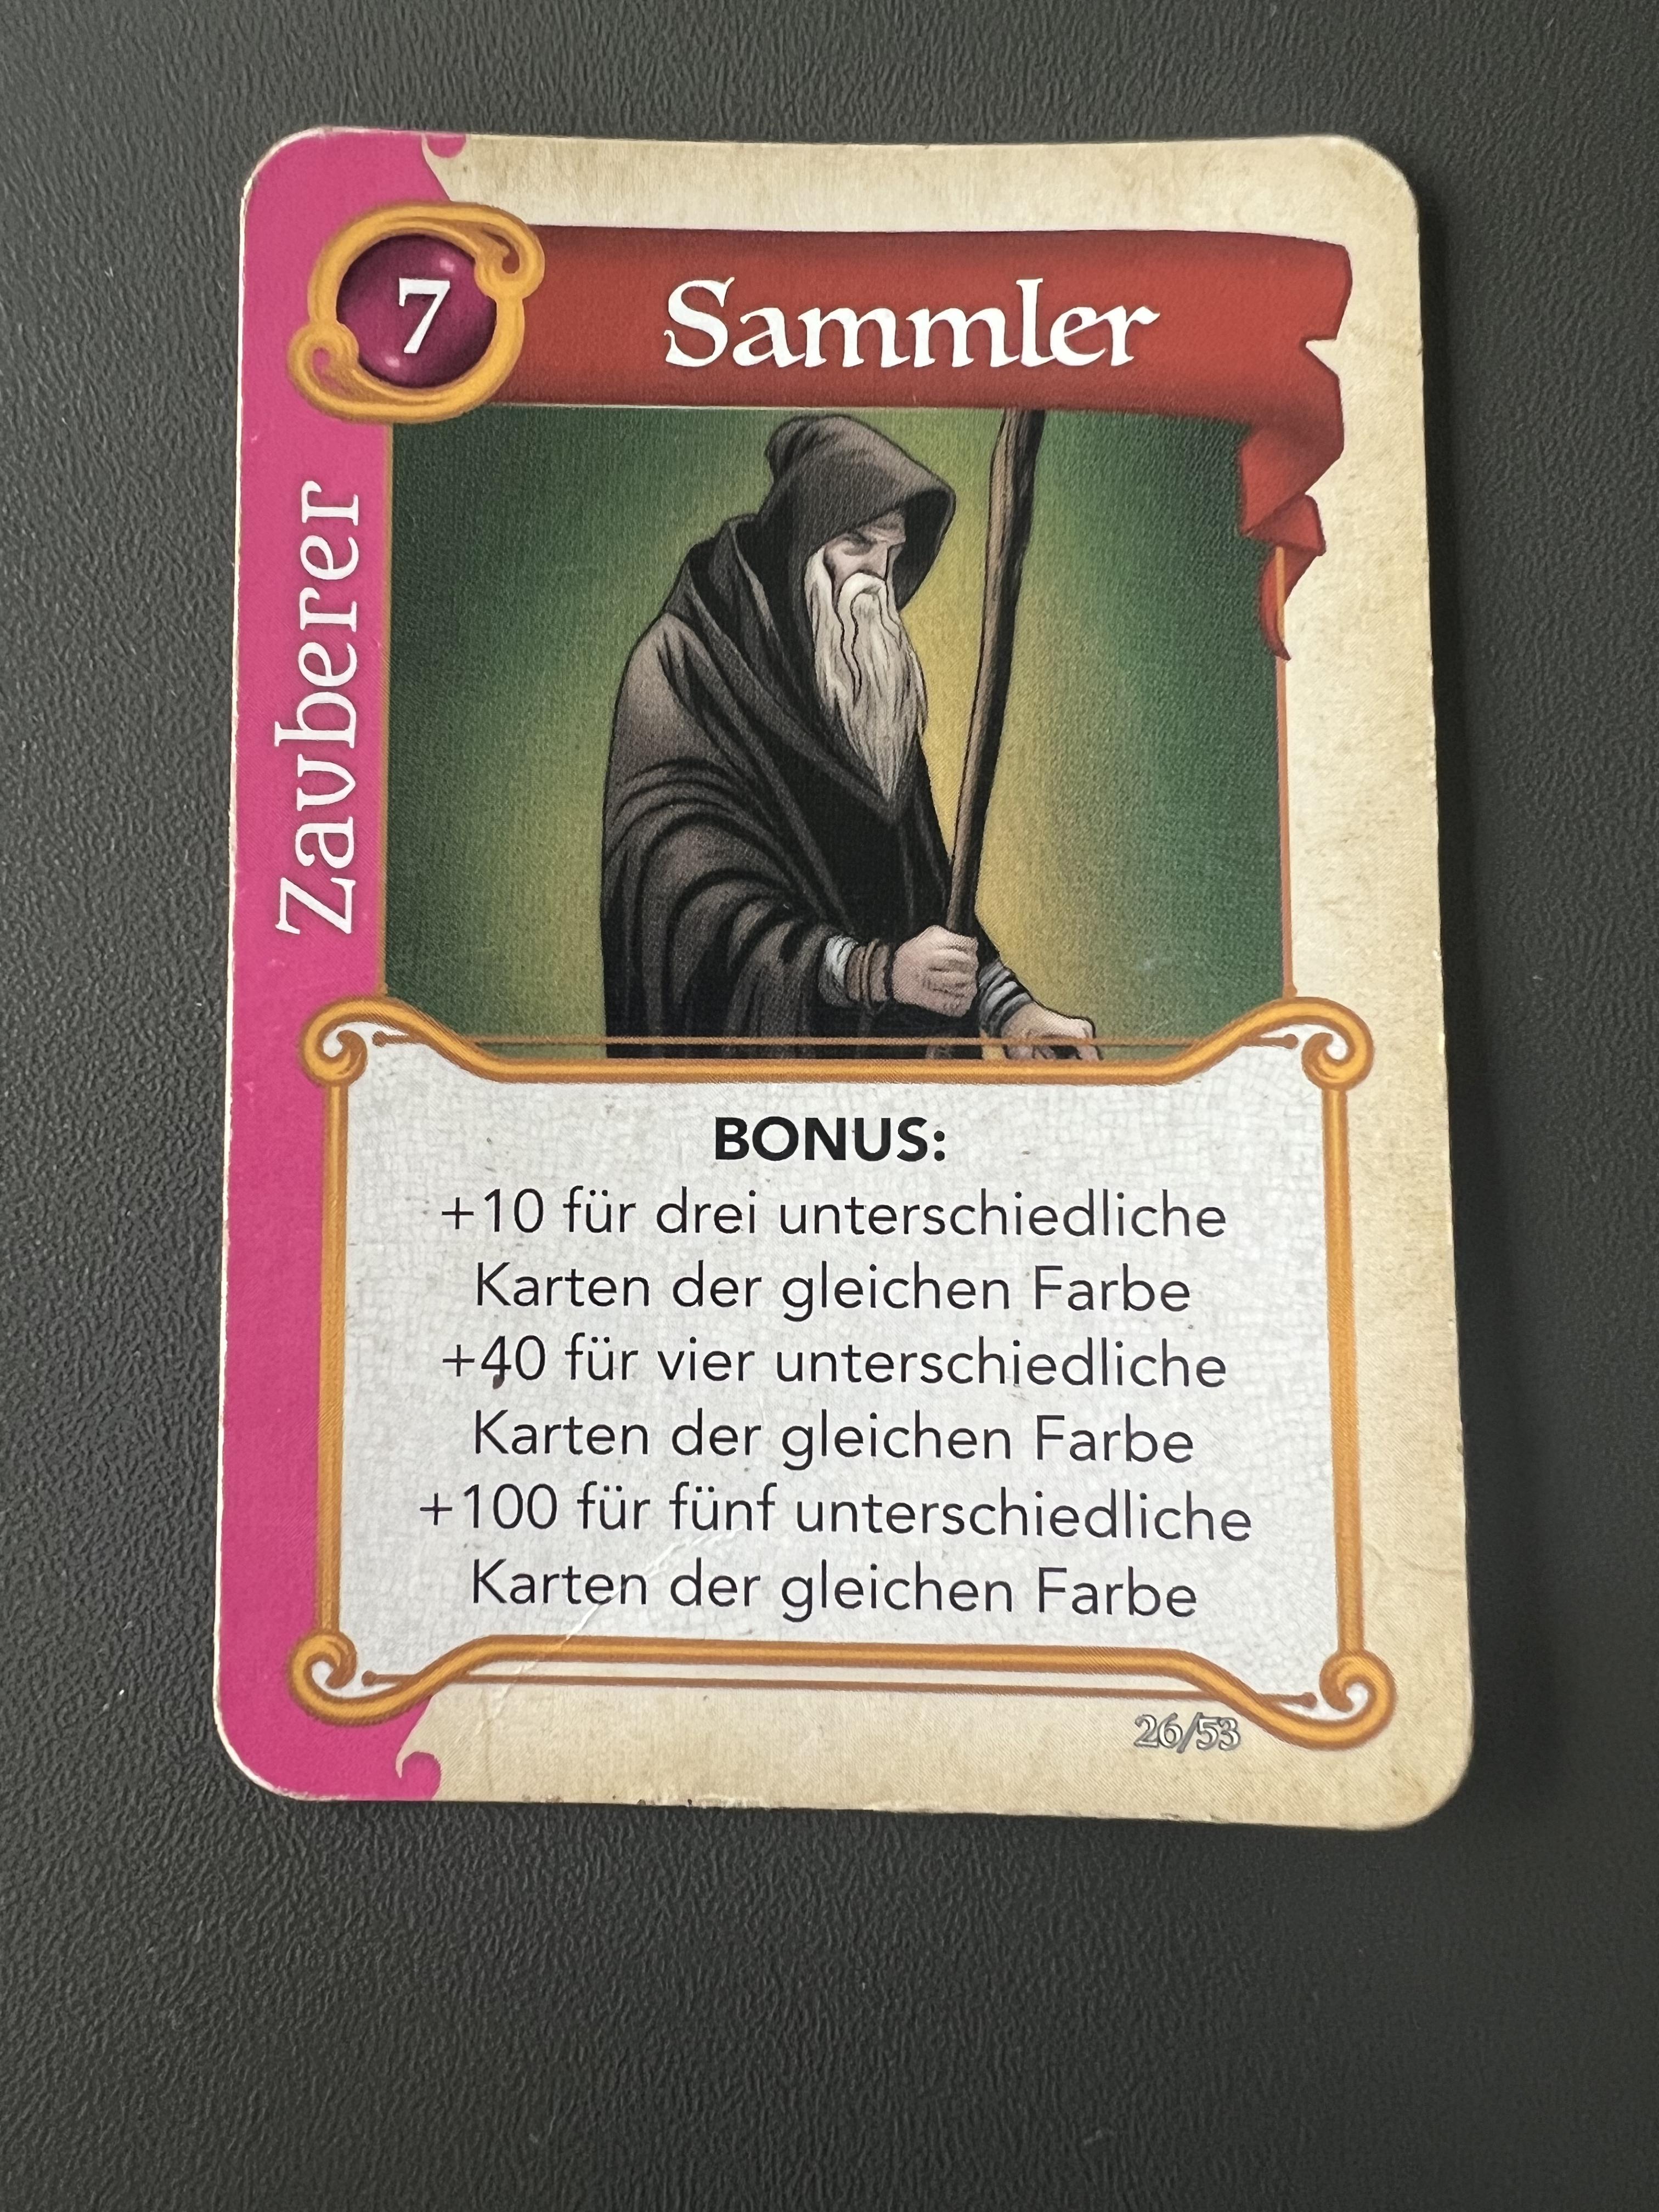 7
Sammler
Zauberer
BONUS:
+10 für drei unterschiedliche
Karten der gleichen Farbe
+40 für vier unterschiedliche
Karten der gleichen Farbe
+100 für fünf unterschiedliche
Karten der gleichen Farbe
26/53